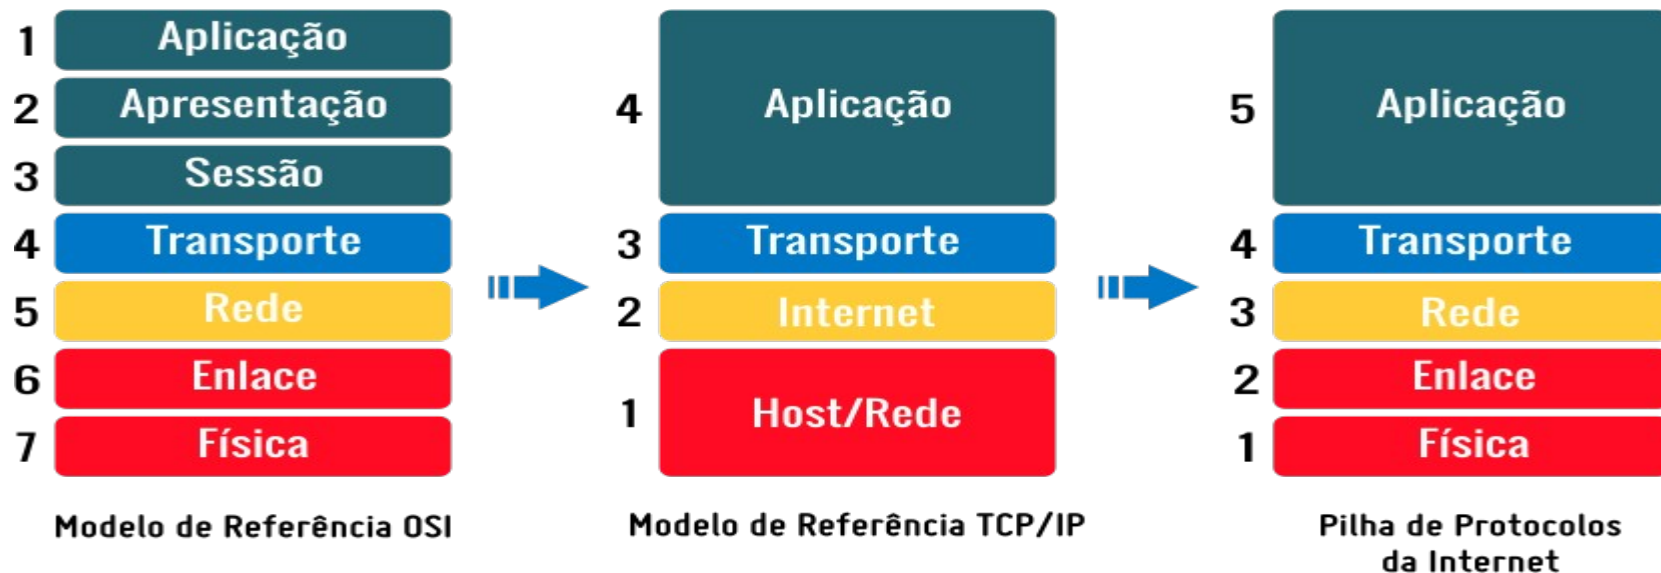 1 Aplicação
2 Apresentação
3 Sessão
4 Transporte
5 Rede
6 Enlace
7 Física
Modelo de Referência OSI
4 Aplicação
3 Transporte
2 Internet
1 Host/Rede
Modelo de Referência TCP/IP
5 Aplicação
4 Transporte
3 Rede
2 Enlace
1 Física
Pilha de Protocolos
da Internet